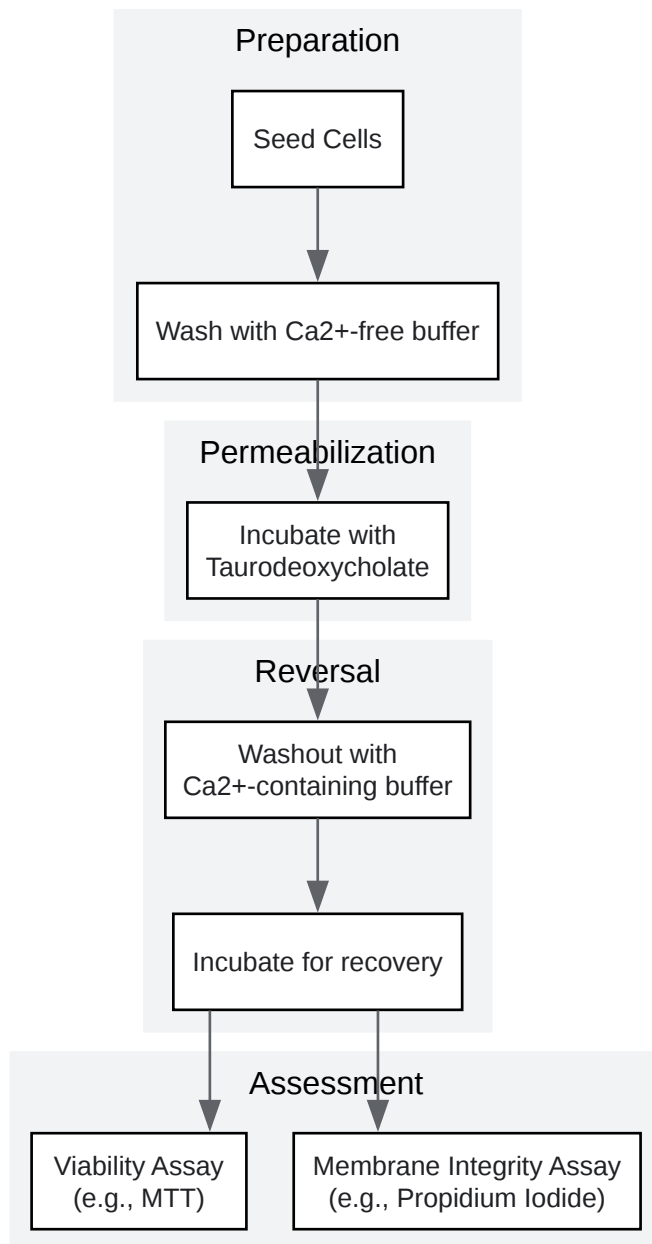 Preparation
Seed Cells
Wash with Ca2+-free buffer
Permeabilization
Incubate with
Taurodeoxycholate
Reversal
Washout with
Ca2+-containing buffer
Incubate for recovery
Assessment
Viability Assay
(e.g., MTT)
Membrane Integrity Assay
(e.g., Propidium Iodide)